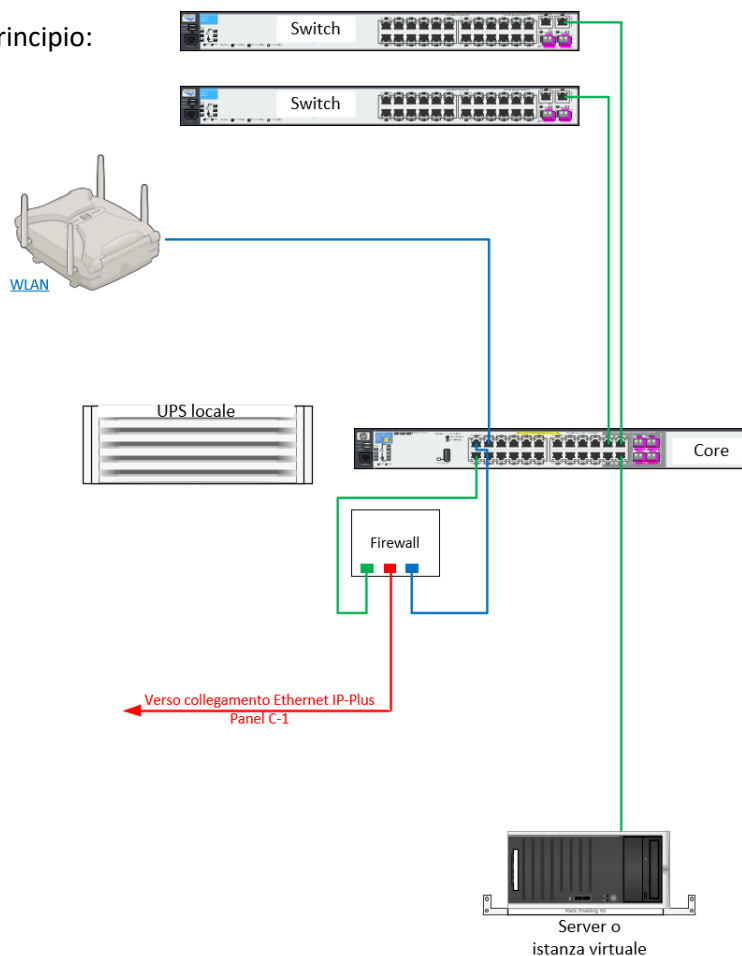 rincipio:
Switch
Switch
WLAN
UPS locale
Core
Firewall
Verso collegamento Ethernet IP-Plus
Panel C-1
Server o
istanza virtuale